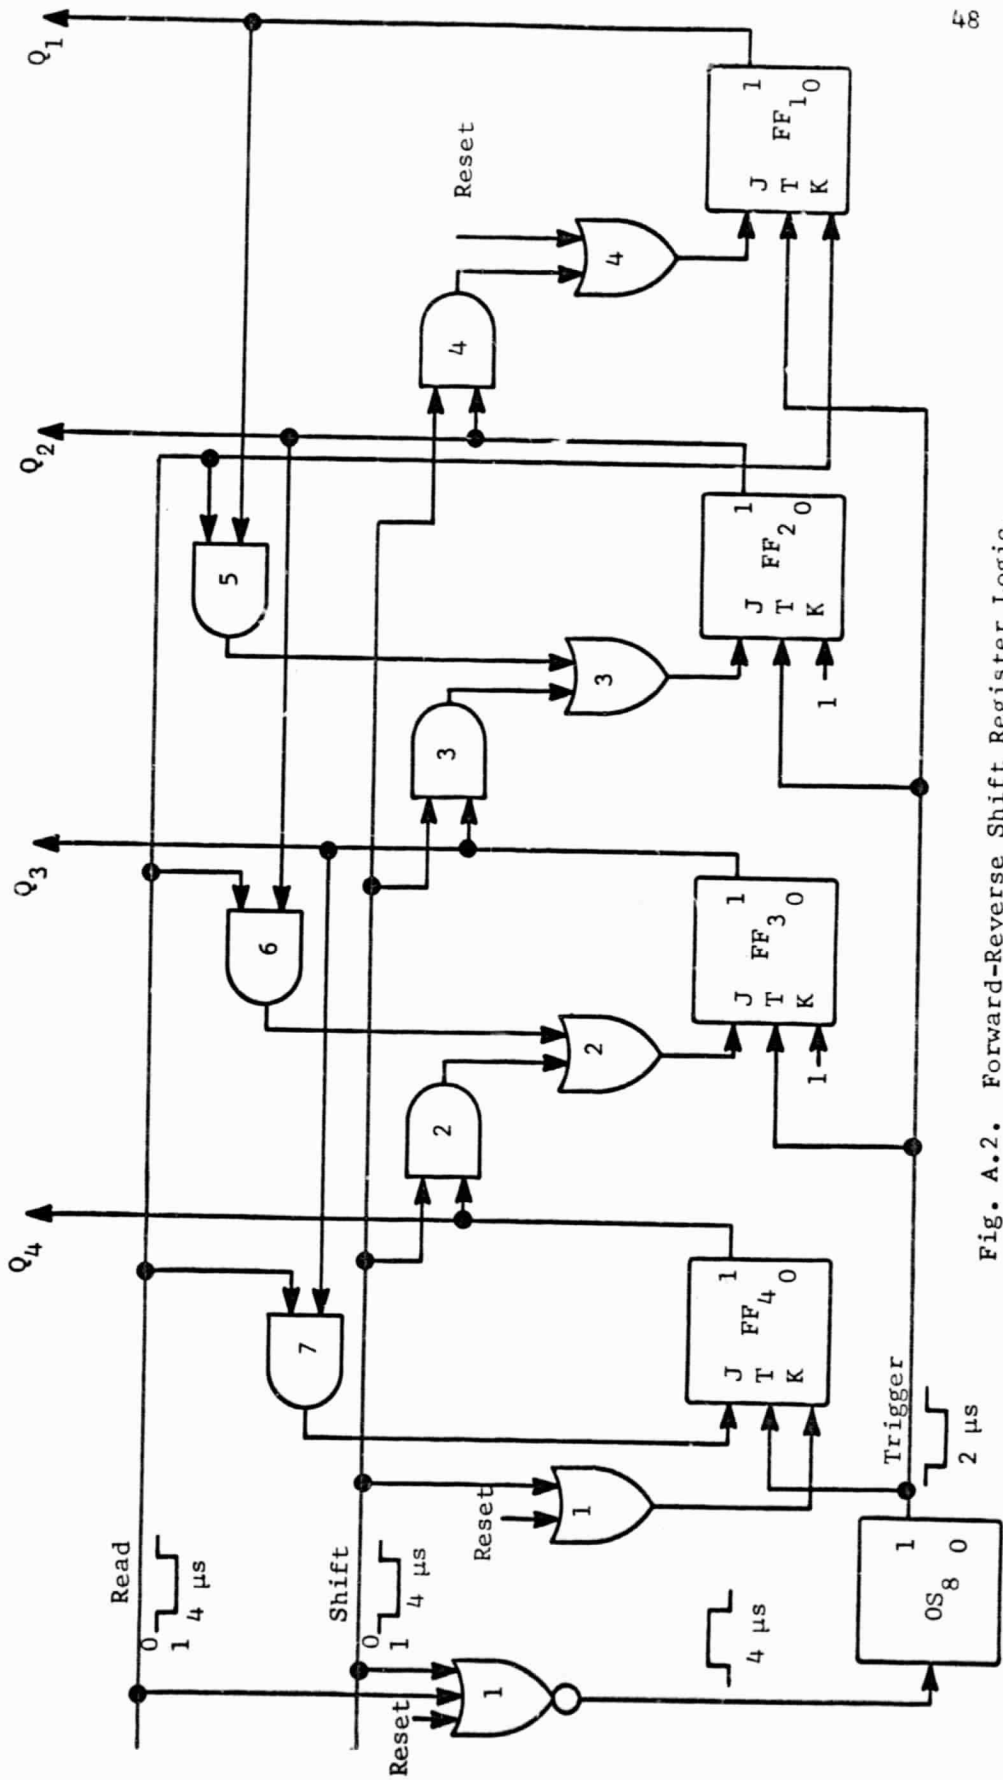 48
Q4
Q3
Q2
Q1
Read
0
1
4 μs
7
6
5
Shift
0
1
4 μs
2
3
4
Reset
Reset
Reset
1
1
2
3
4
4 μs
J
T
K
FF4
1
0
J
T
K
FF3
1
0
1
J
T
K
FF2
1
0
1
J
T
K
FF1
1
0
OS8
1
0
Trigger
2 μs
Fig. A.2. Forward-Reverse Shift Register Logic